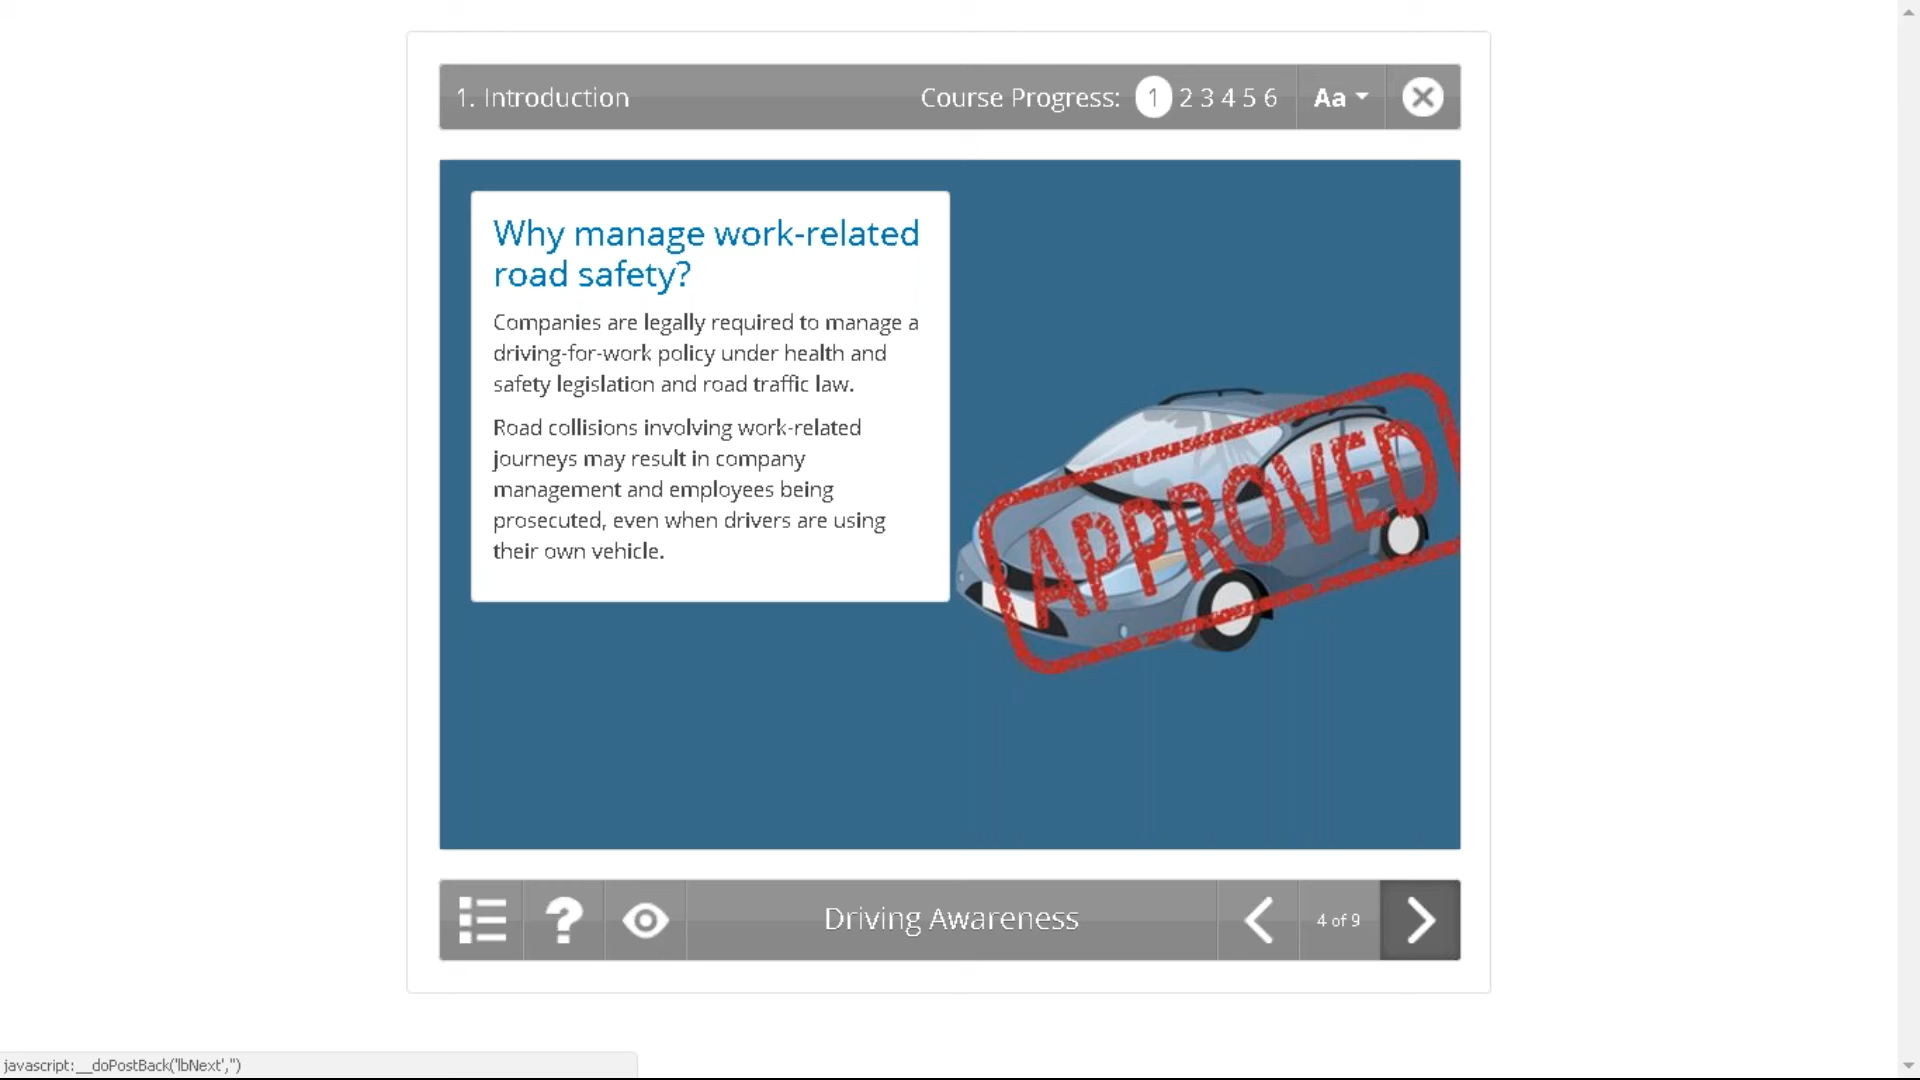 1. Introduction
Course Progress: 1 2 3 4 5 6
Aa
Why manage work-related
road safety?
Companies are legally required to manage a
driving-for-work policy under health and
safety legislation and road traffic law.
Road collisions involving work-related
journeys may result in company
management and employees being
prosecuted, even when drivers are using
their own vehicle.
APPROVED
?
Driving Awareness
4 of 9
javascript:__doPostBack('lbNext','')